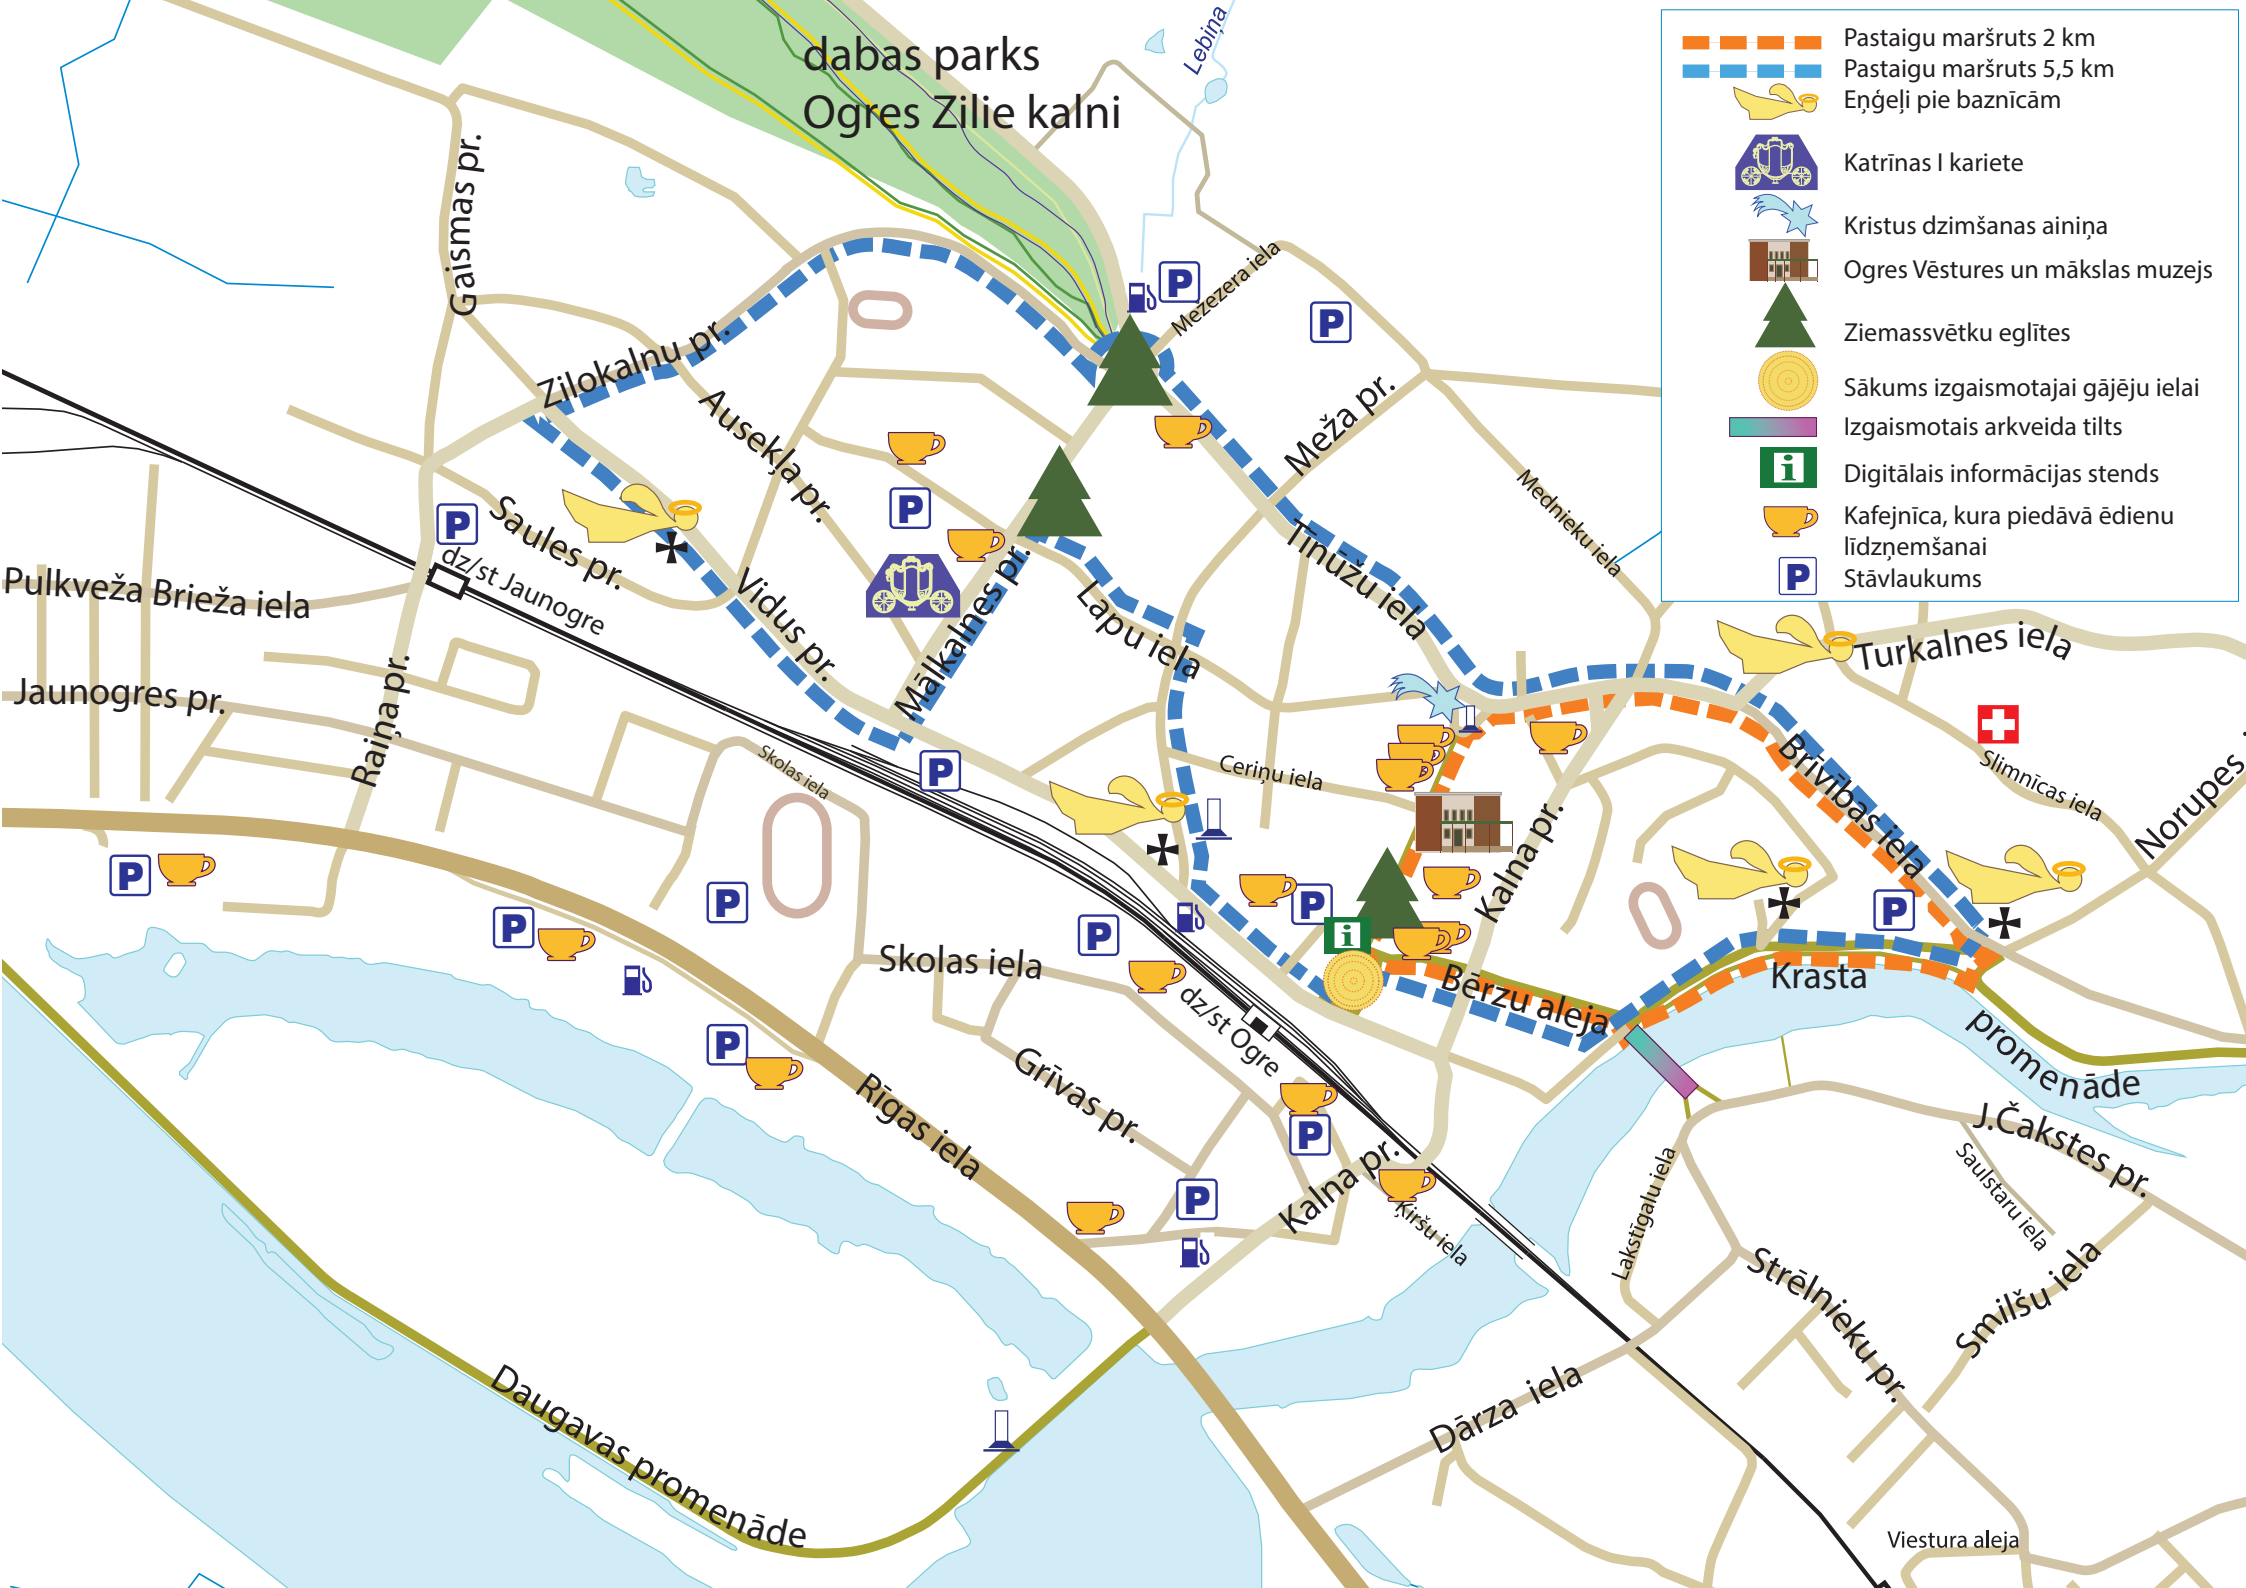 dabas parks
Ogres Zilie kalni
Lebiņa
Pastaigu maršruts 2 km
Pastaigu maršruts 5,5 km
Eņģeļi pie baznīcām
Katrīnas I kariete
Kristus dzimšanas ainiņa
Ogres Vēstures un mākslas muzejs
Ziemassvētku eglītes
Sākums izgaismotajai gājēju ielai
Izgaismotais arkveida tilts
i
Digitālais informācijas stends
Kafejnīca, kura piedāvā ēdienu
līdzņemšanai
P
Stāvlaukums
Gaismas pr.
P
Mezezera iela
P
Zilokalnu pr.
Ausekļa pr.
Meža pr.
Mednieku iela
P
P
Saules pr.
dz/st Jaunogre
Pulkveža Brieža iela
Vidus pr.
Mālkalnes pr.
Lapu iela
Tīnūžu iela
Turkalnes iela
Jaunogres pr.
Raiņa pr.
Skolas iela
P
Ceriņu iela
Kalna pr.
Brīvības iela
Slimnīcas iela
Norupes
P
P
P
P
P
P
i
Skolas iela
dz/st Ogre
Bērzu aleja
Krasta
promenāde
P
Grīvas pr.
Rīgas iela
P
P
Kalna pr.
Ķiršu iela
J.Čakstes pr.
Saulstaru iela
Lakstīgalu iela
Strēlnieku pr.
Smilšu iela
Dārza iela
Daugavas promenāde
Viestura aleja